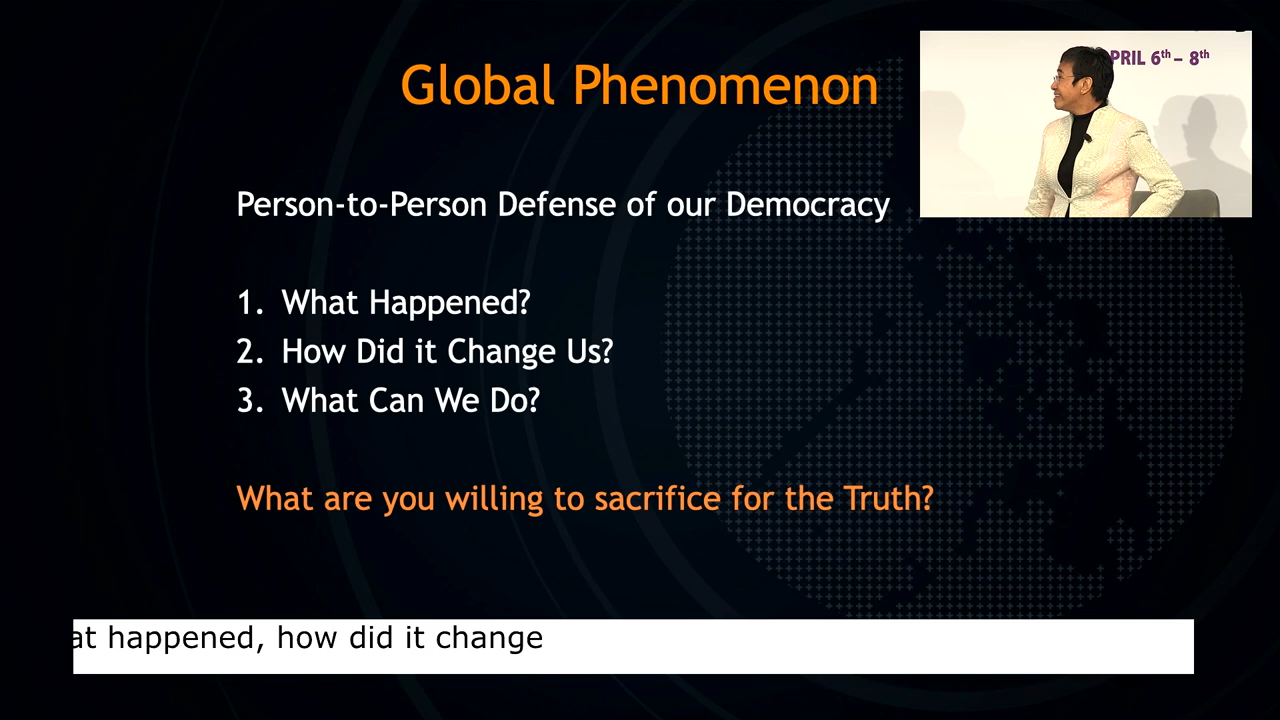 Global Phenomenon
PRIL 6th – 8th
Person-to-Person Defense of our Democracy
1. What Happened?
2. How Did it Change Us?
3. What Can We Do?
What are you willing to sacrifice for the Truth?
at happened, how did it change